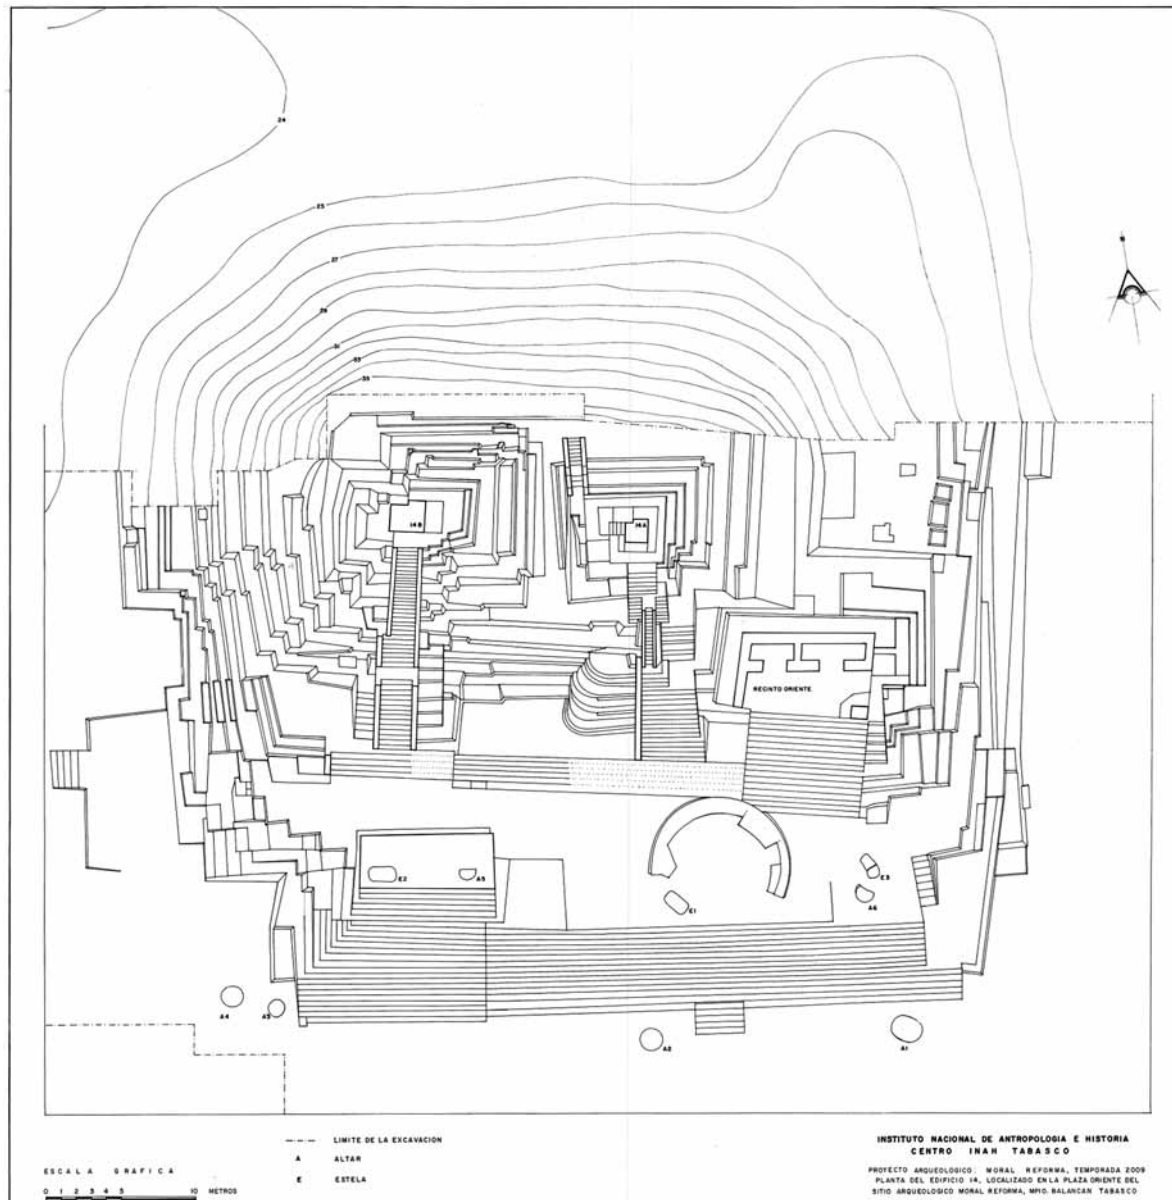 24
25
27
29
31
33
35
N
14 B
14A
RECINTO ORIENTE
E2
A5
E1
E3
A6
A4
A3
A2
A1
LIMITE DE LA EXCAVACION
A ALTAR
E ESTELA
ESCALA GRAFICA
0 1 2 3 4 5 10 METROS
INSTITUTO NACIONAL DE ANTROPOLOGIA E HISTORIA
CENTRO INAH TABASCO
PROYECTO ARQUEOLOGICO: MORAL REFORMA, TEMPORADA 2009
PLANTA DEL EDIFICIO 14, LOCALIZADO EN LA PLAZA ORIENTE DEL
SITIO ARQUEOLOGICO MORAL REFORMA, MPIO. BALANCAN TABASCO